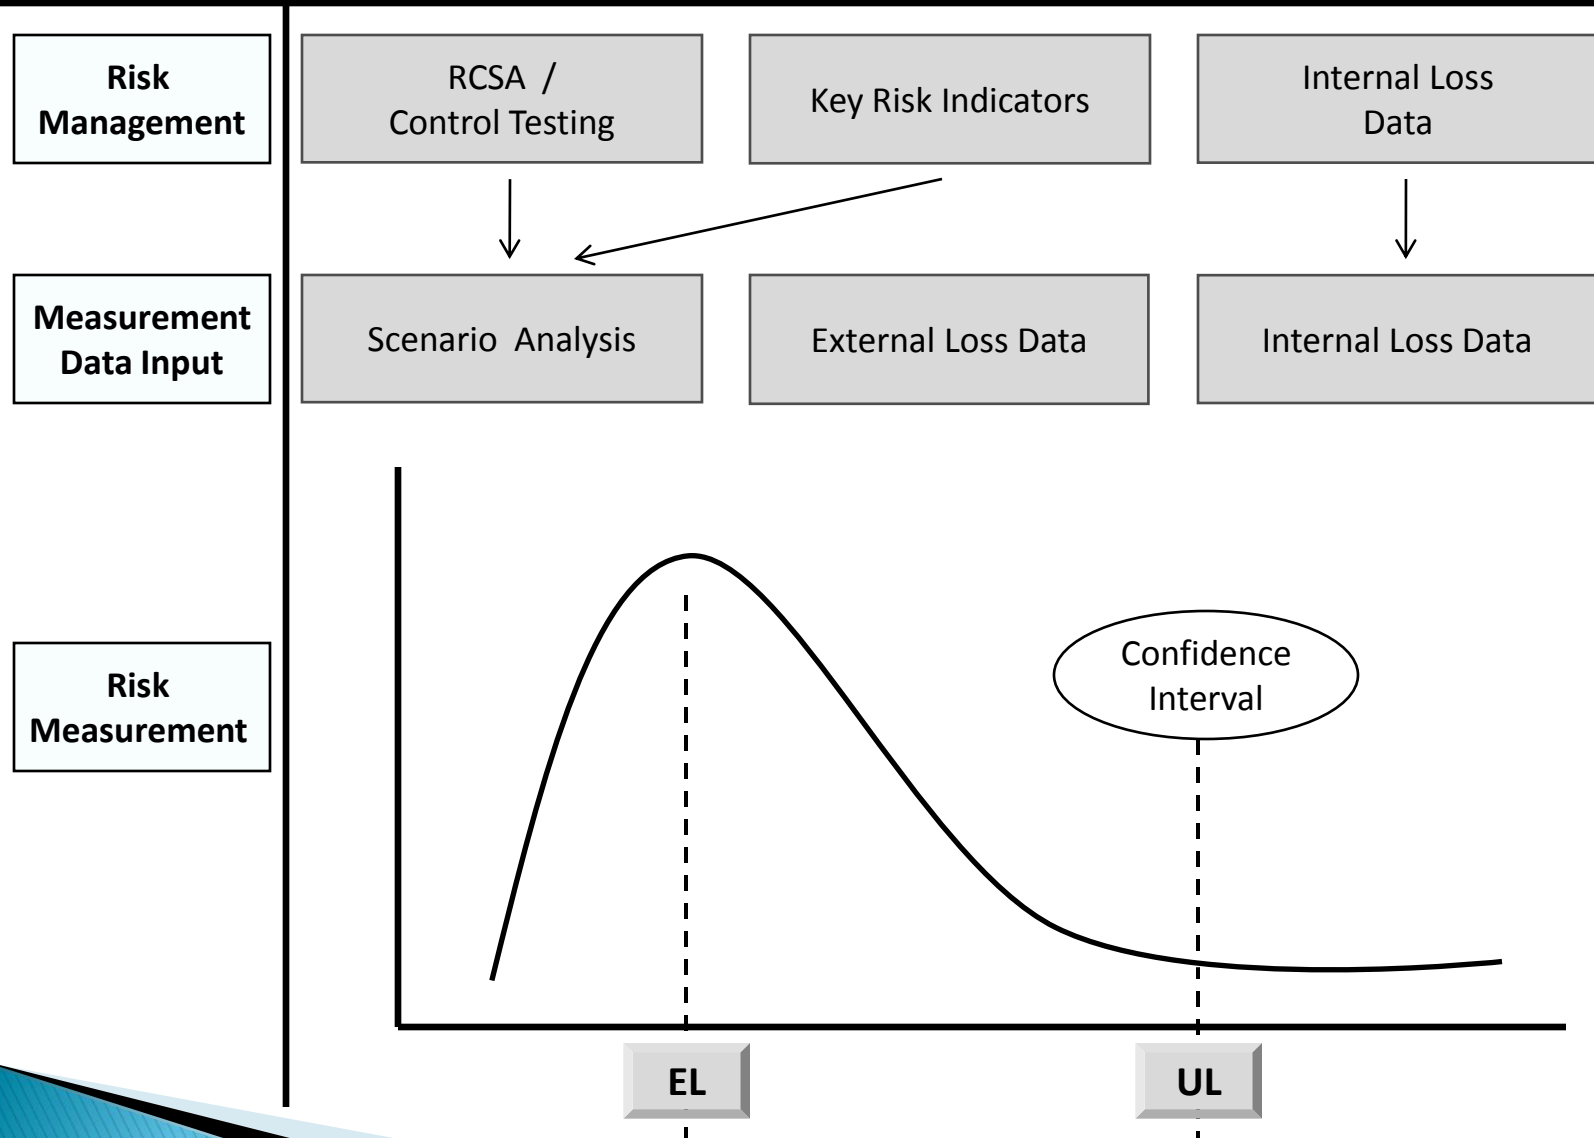 Risk
Management
RCSA /
Control Testing
Key Risk Indicators
Internal Loss
Data
Measurement
Data Input
Scenario Analysis
External Loss Data
Internal Loss Data
Risk
Measurement
Confidence
Interval
EL
UL